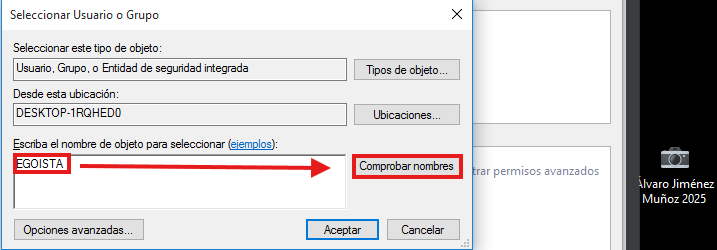 Seleccionar Usuario o Grupo
Seleccionar este tipo de objeto:
Usuario, Grupo, o Entidad de seguridad integrada
Tipos de objeto...
Desde esta ubicación:
DESKTOP-1RQHED0
Ubicaciones...
Escriba el nombre de objeto para seleccionar (ejemplos):
EGOISTA
Comprobar nombres
Opciones avanzadas...
Aceptar
Cancelar
trar permisos avanzados
Álvaro Jiménez
Muñoz 2025